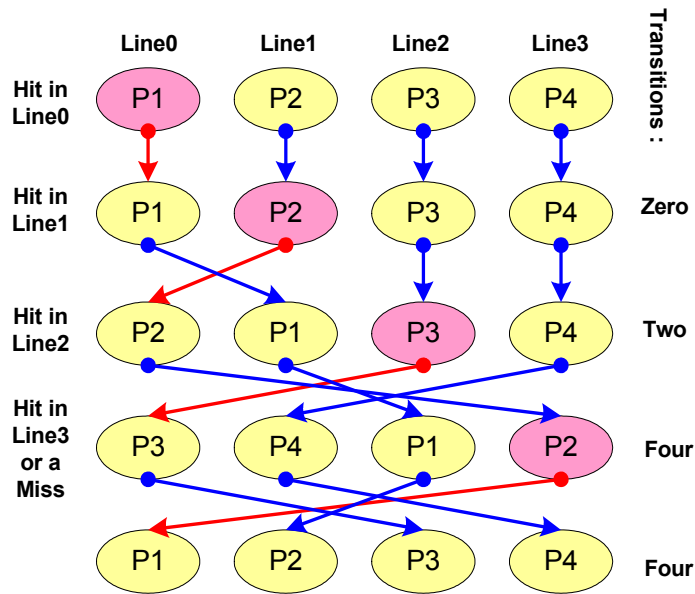 Line0 Line1 Line2 Line3
Transitions :
Hit in
Line0
P1 P2 P3 P4
Hit in
Line1
P1 P2 P3 P4
Zero
Hit in
Line2
P2 P1 P3 P4
Two
Hit in
Line3
or a
Miss
P3 P4 P1 P2
Four
P1 P2 P3 P4
Four